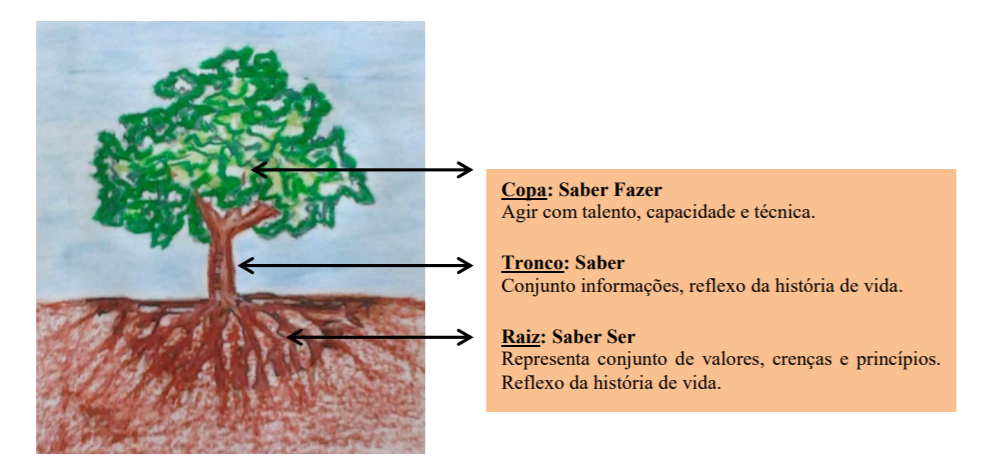 Copa: Saber Fazer
Agir com talento, capacidade e técnica.
Tronco: Saber
Conjunto informações, reflexo da história de vida.
Raiz: Saber Ser
Representa conjunto de valores, crenças e princípios.
Reflexo da história de vida.